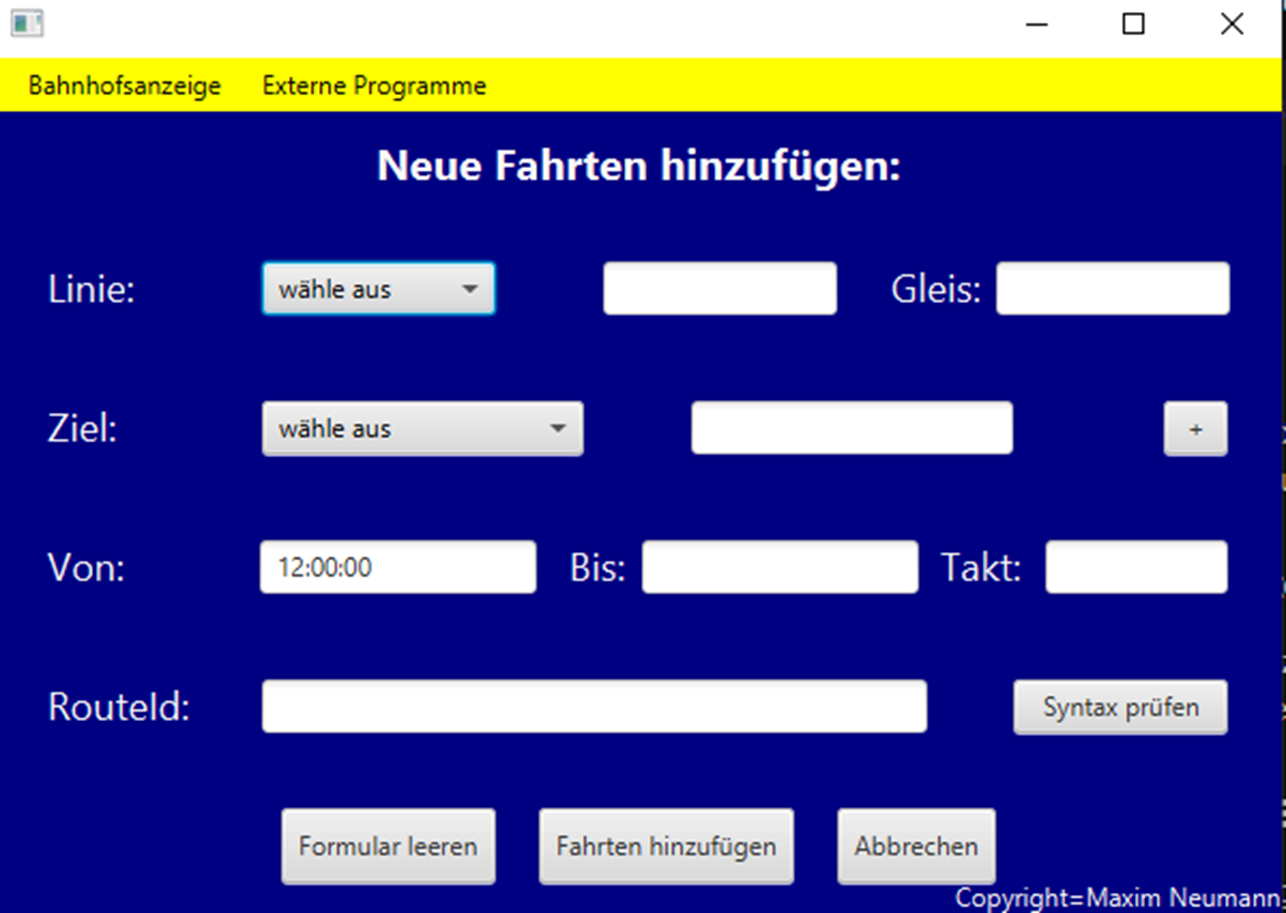 Bahnhofsanzeige Externe Programme
Neue Fahrten hinzufügen:
Linie: wähle aus Gleis:
Ziel: wähle aus +
Von: 12:00:00 Bis: Takt:
RouteId: Syntax prüfen
Formular leeren Fahrten hinzufügen Abbrechen
Copyright=Maxim Neumann